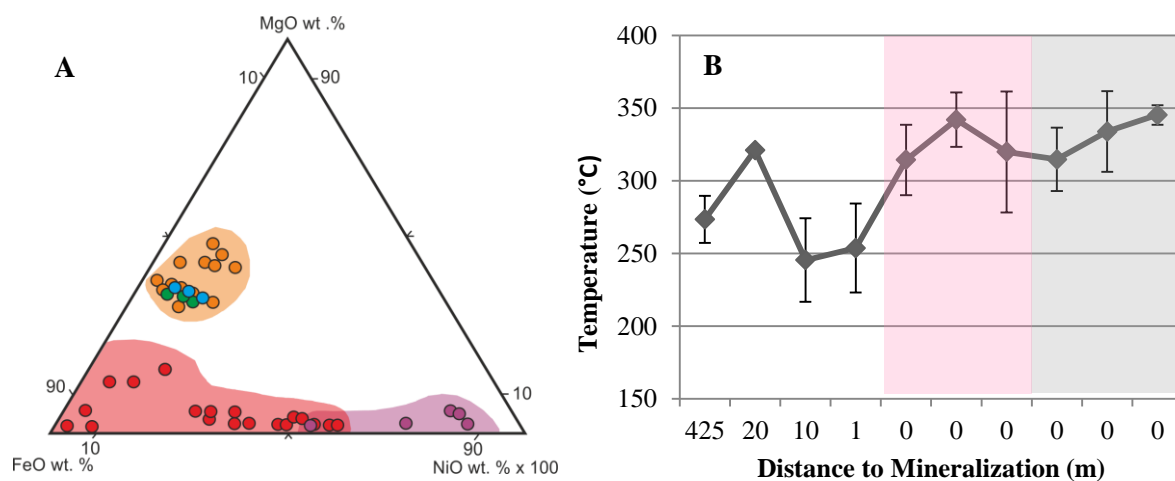 MgO wt .%
A
10
90
90
10
10
90
FeO wt. %
NiO wt. % x 100
B
Temperature (°C)
400
350
300
250
200
150
425 20 10 1 0 0 0 0 0 0
Distance to Mineralization (m)